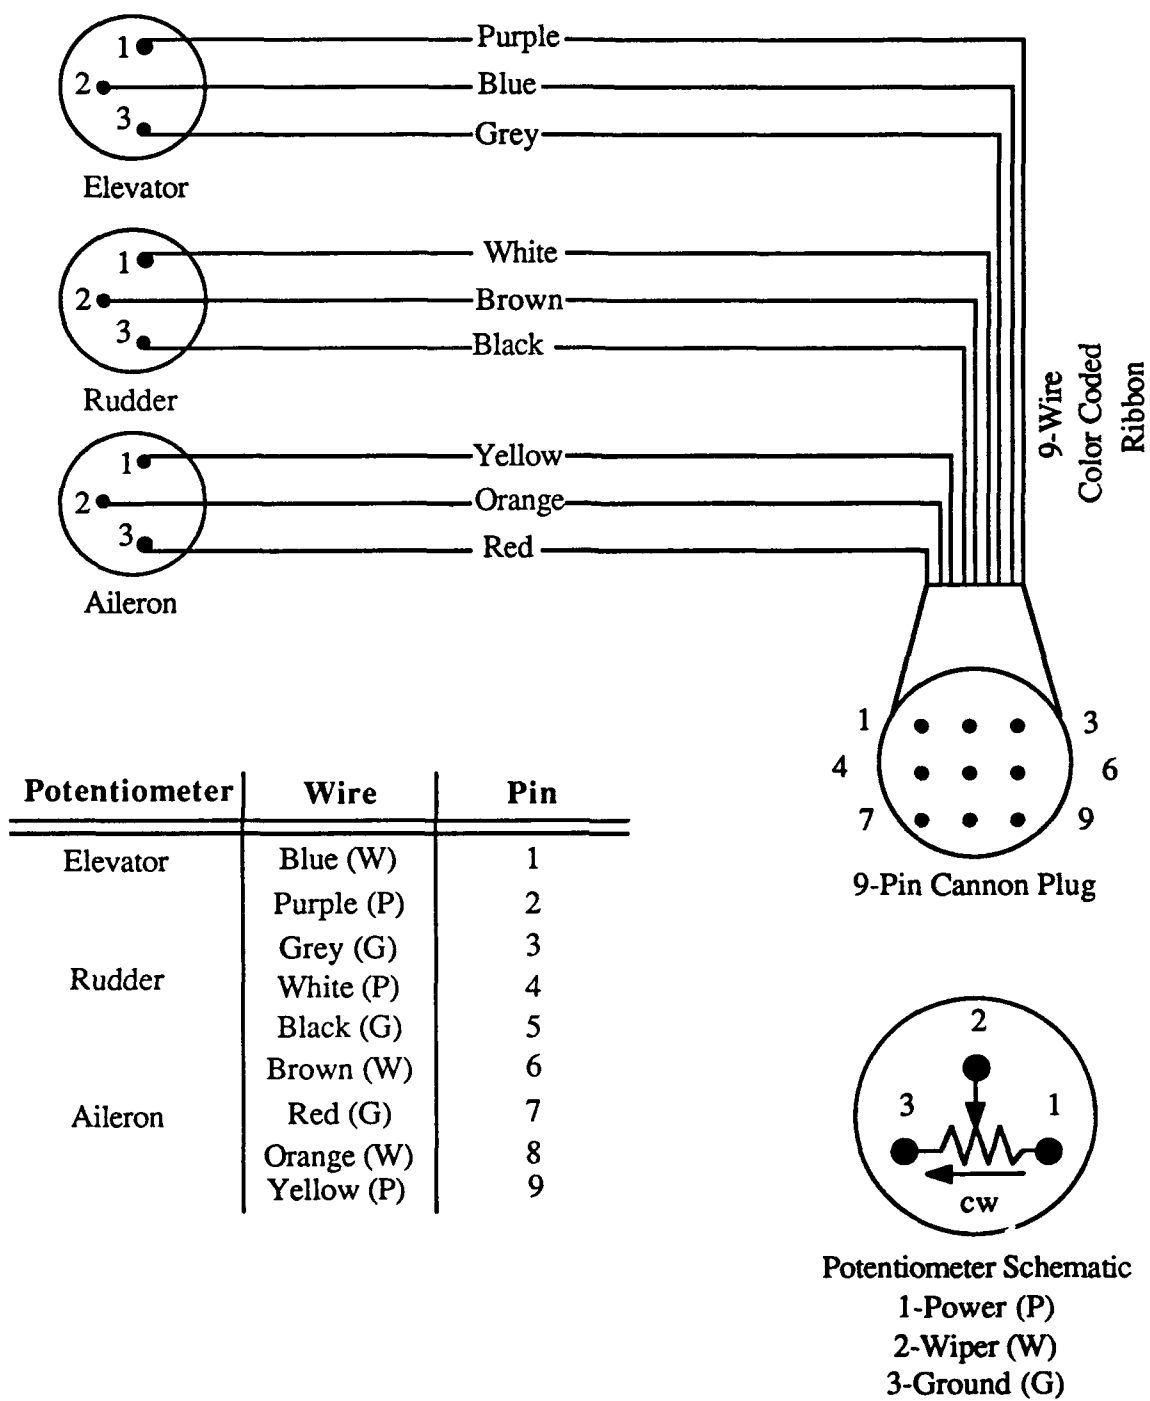 1
Purple
2
Blue
3
Grey
Elevator
1
White
2
Brown
3
Black
Rudder
1
Yellow
2
Orange
3
Red
Aileron
9-Wire
Color Coded
Ribbon
1 3
4 6
7 9
9-Pin Cannon Plug
Potentiometer Wire Pin
Elevator Blue (W) 1
Purple (P) 2
Grey (G) 3
Rudder White (P) 4
Black (G) 5
Brown (W) 6
Aileron Red (G) 7
Orange (W) 8
Yellow (P) 9
2
3 1
cw
Potentiometer Schematic
1-Power (P)
2-Wiper (W)
3-Ground (G)